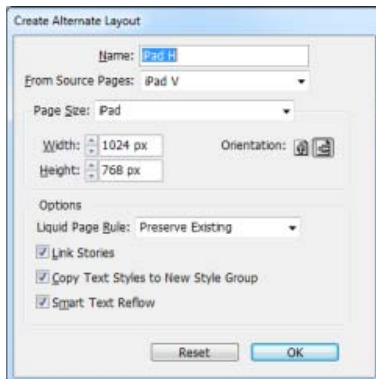 Create Alternate Layout
Name: iPad H
From Source Pages: iPad V
Page Size: iPad
Width: 1024 px Orientation:
Height: 768 px
Options
Liquid Page Rule: Preserve Existing
Link Stories
Copy Text Styles to New Style Group
Smart Text Reflow
Reset OK